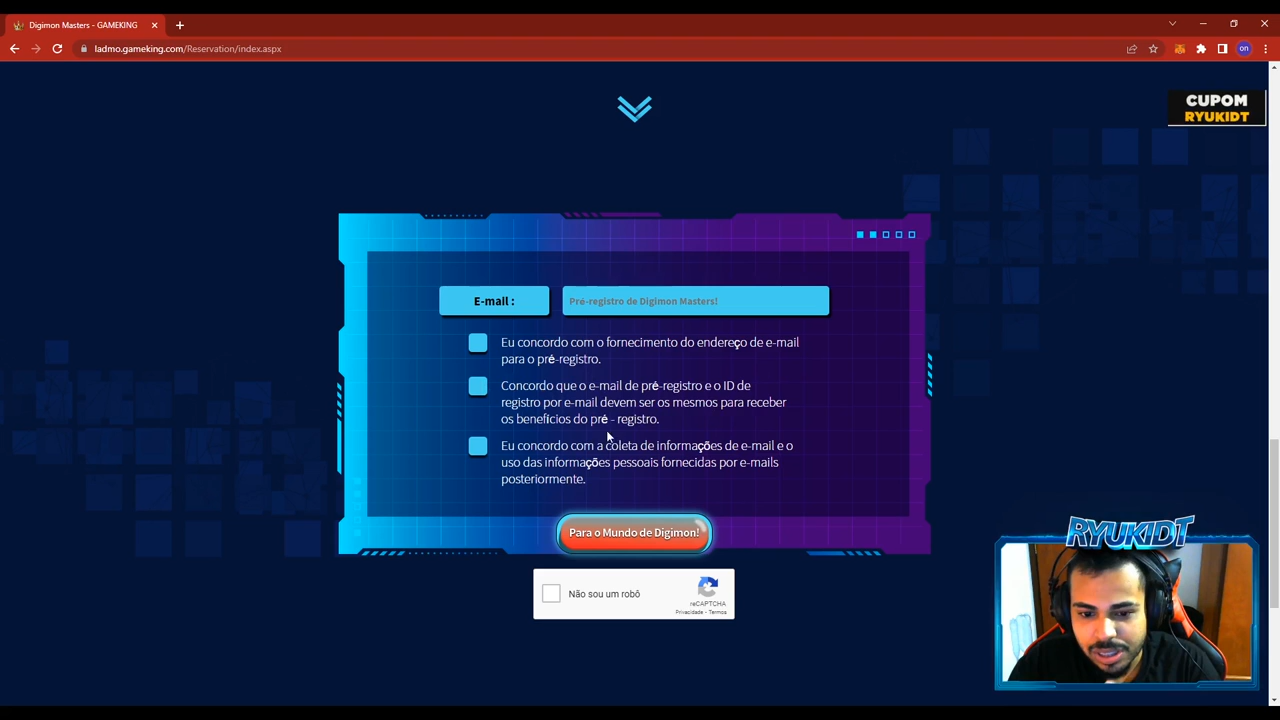 Digimon Masters - GAMEKING
ladmo.gameking.com/Reservation/index.aspx
on
CUPOM
RYUKIDT
E-mail :
Pré-registro de Digimon Masters!
Eu concordo com o fornecimento do endereço de e-mail
para o pré-registro.
Concordo que o e-mail de pré-registro e o ID de
registro por e-mail devem ser os mesmos para receber
os benefícios do pré - registro.
Eu concordo com a coleta de informações de e-mail e o
uso das informações pessoais fornecidas por e-mails
posteriormente.
Para o Mundo de Digimon!
Não sou um robô
reCAPTCHA
Privacidade - Termos
RYUKIDT